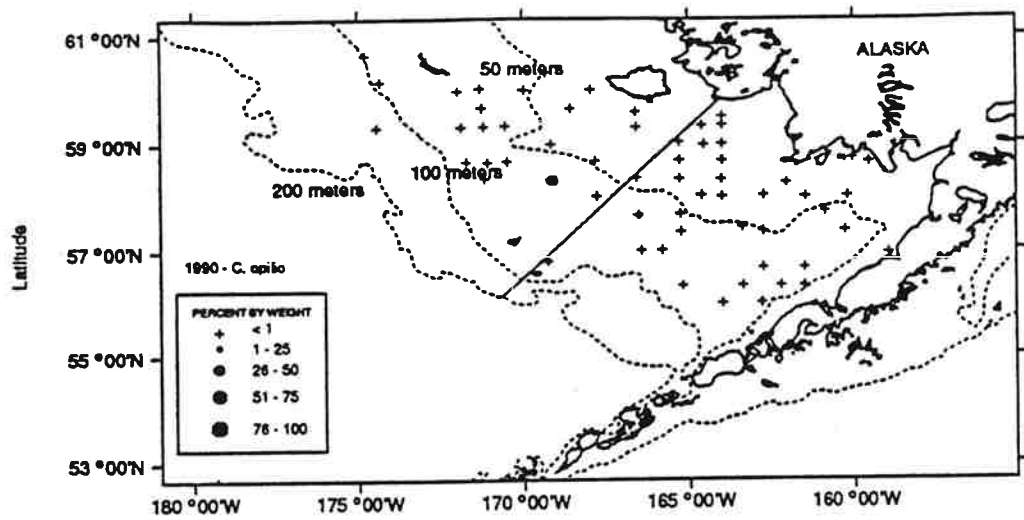 61 °00'N
59 °00'N
57 °00'N
55 °00'N
53 °00'N
Latitude
ALASKA
50 meters
100 meters
200 meters
1990 - C. opilio
PERCENT BY WEIGHT
< 1
1 - 25
26 - 50
51 - 75
76 - 100
180 °00'W
175 °00'W
170 °00'W
165 °00'W
160 °00'W